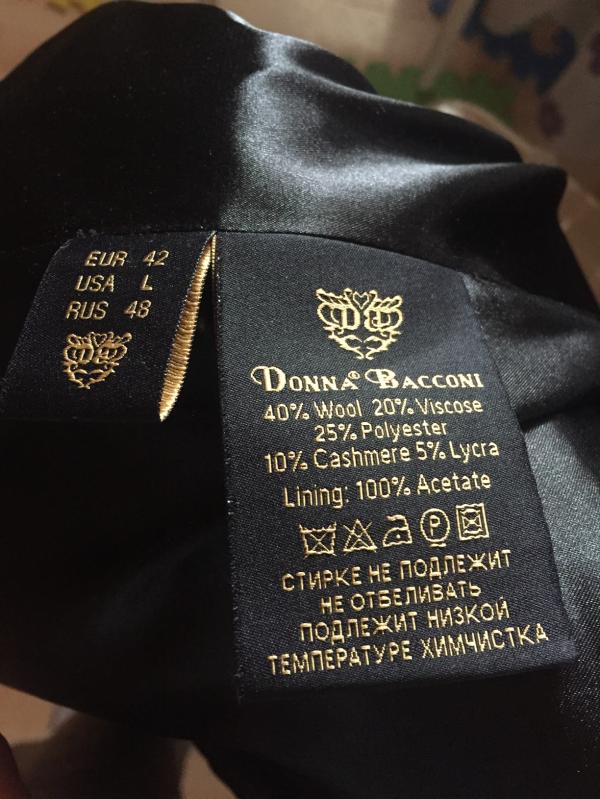 EUR 42
USA L
RUS 48
DONNA® BACCONI
40% Wool 20% Viscose
25% Polyester
10% Cashmere 5% Lycra
Lining: 100% Acetate
P
СТИРКЕ НЕ ПОДЛЕЖИТ
НЕ ОТБЕЛИВАТЬ
ПОДЛЕЖИТ НИЗКОЙ
ТЕМПЕРАТУРЕ ХИМЧИСТКА